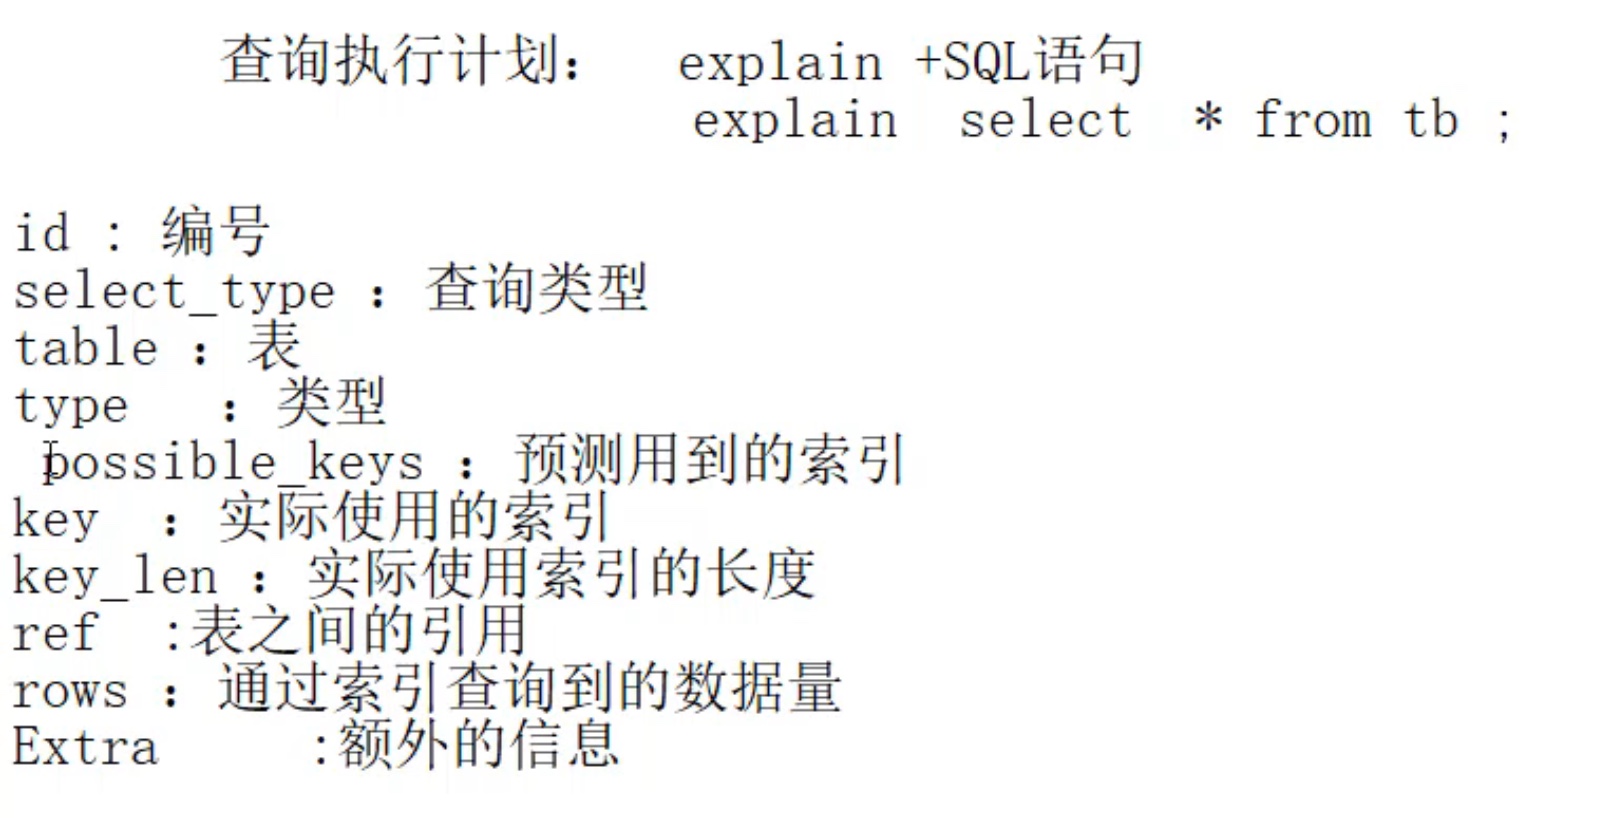 查询执行计划： explain +SQL语句
explain select * from tb ;
id : 编号
select_type ：查询类型
table ：表
type ：类型
possible_keys ：预测用到的索引
key ：实际使用的索引
key_len ：实际使用索引的长度
ref :表之间的引用
rows ：通过索引查询到的数据量
Extra :额外的信息